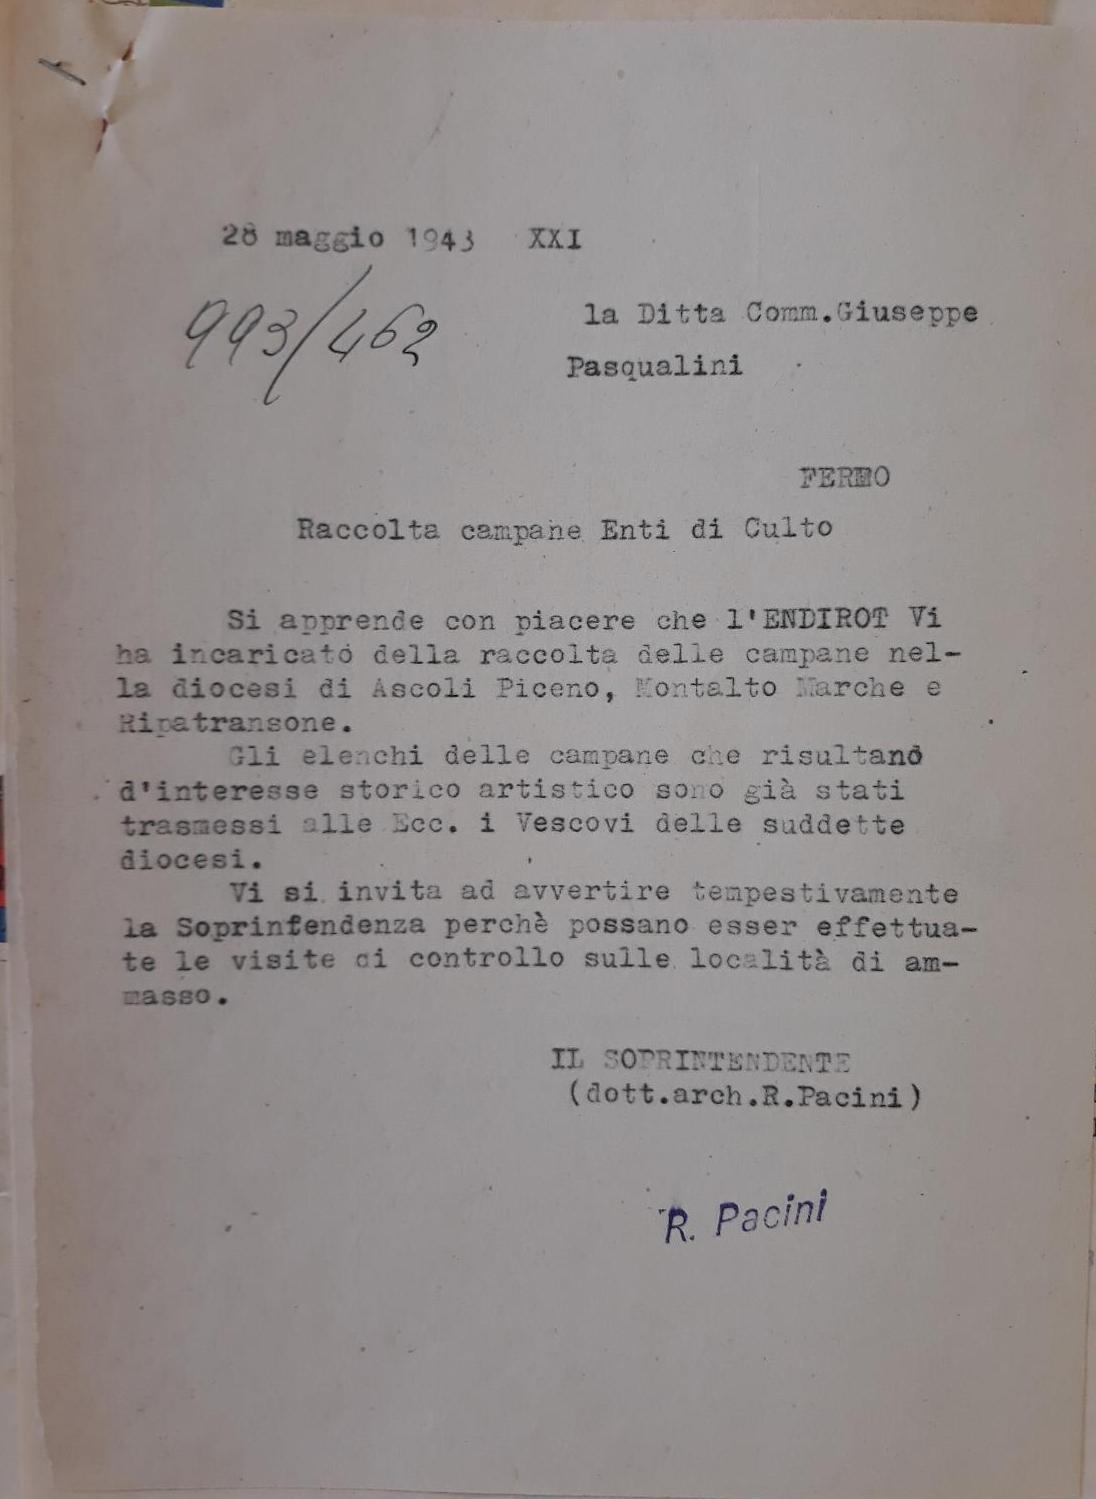 28 maggio 1943 XXI
993/462
la Ditta Comm.Giuseppe
Pasqualini
FERMO
Raccolta campane Enti di Culto
Si apprende con piacere che l'ENDIROT Vi
ha incaricato della raccolta delle campane nel-
la diocesi di Ascoli Piceno, Montalto Marche e
Ripatransone.
Gli elenchi delle campane che risultano
d'interesse storico artistico sono già stati
trasmessi alle Ecc. i Vescovi delle suddette
diocesi.
Vi si invita ad avvertire tempestivamente
la Soprintendenza perchè possano esser effettua-
te le visite di controllo sulle località di am-
masso.
IL SOPRINTENDENTE
(dott.arch.R.Pacini)
R. Pacini